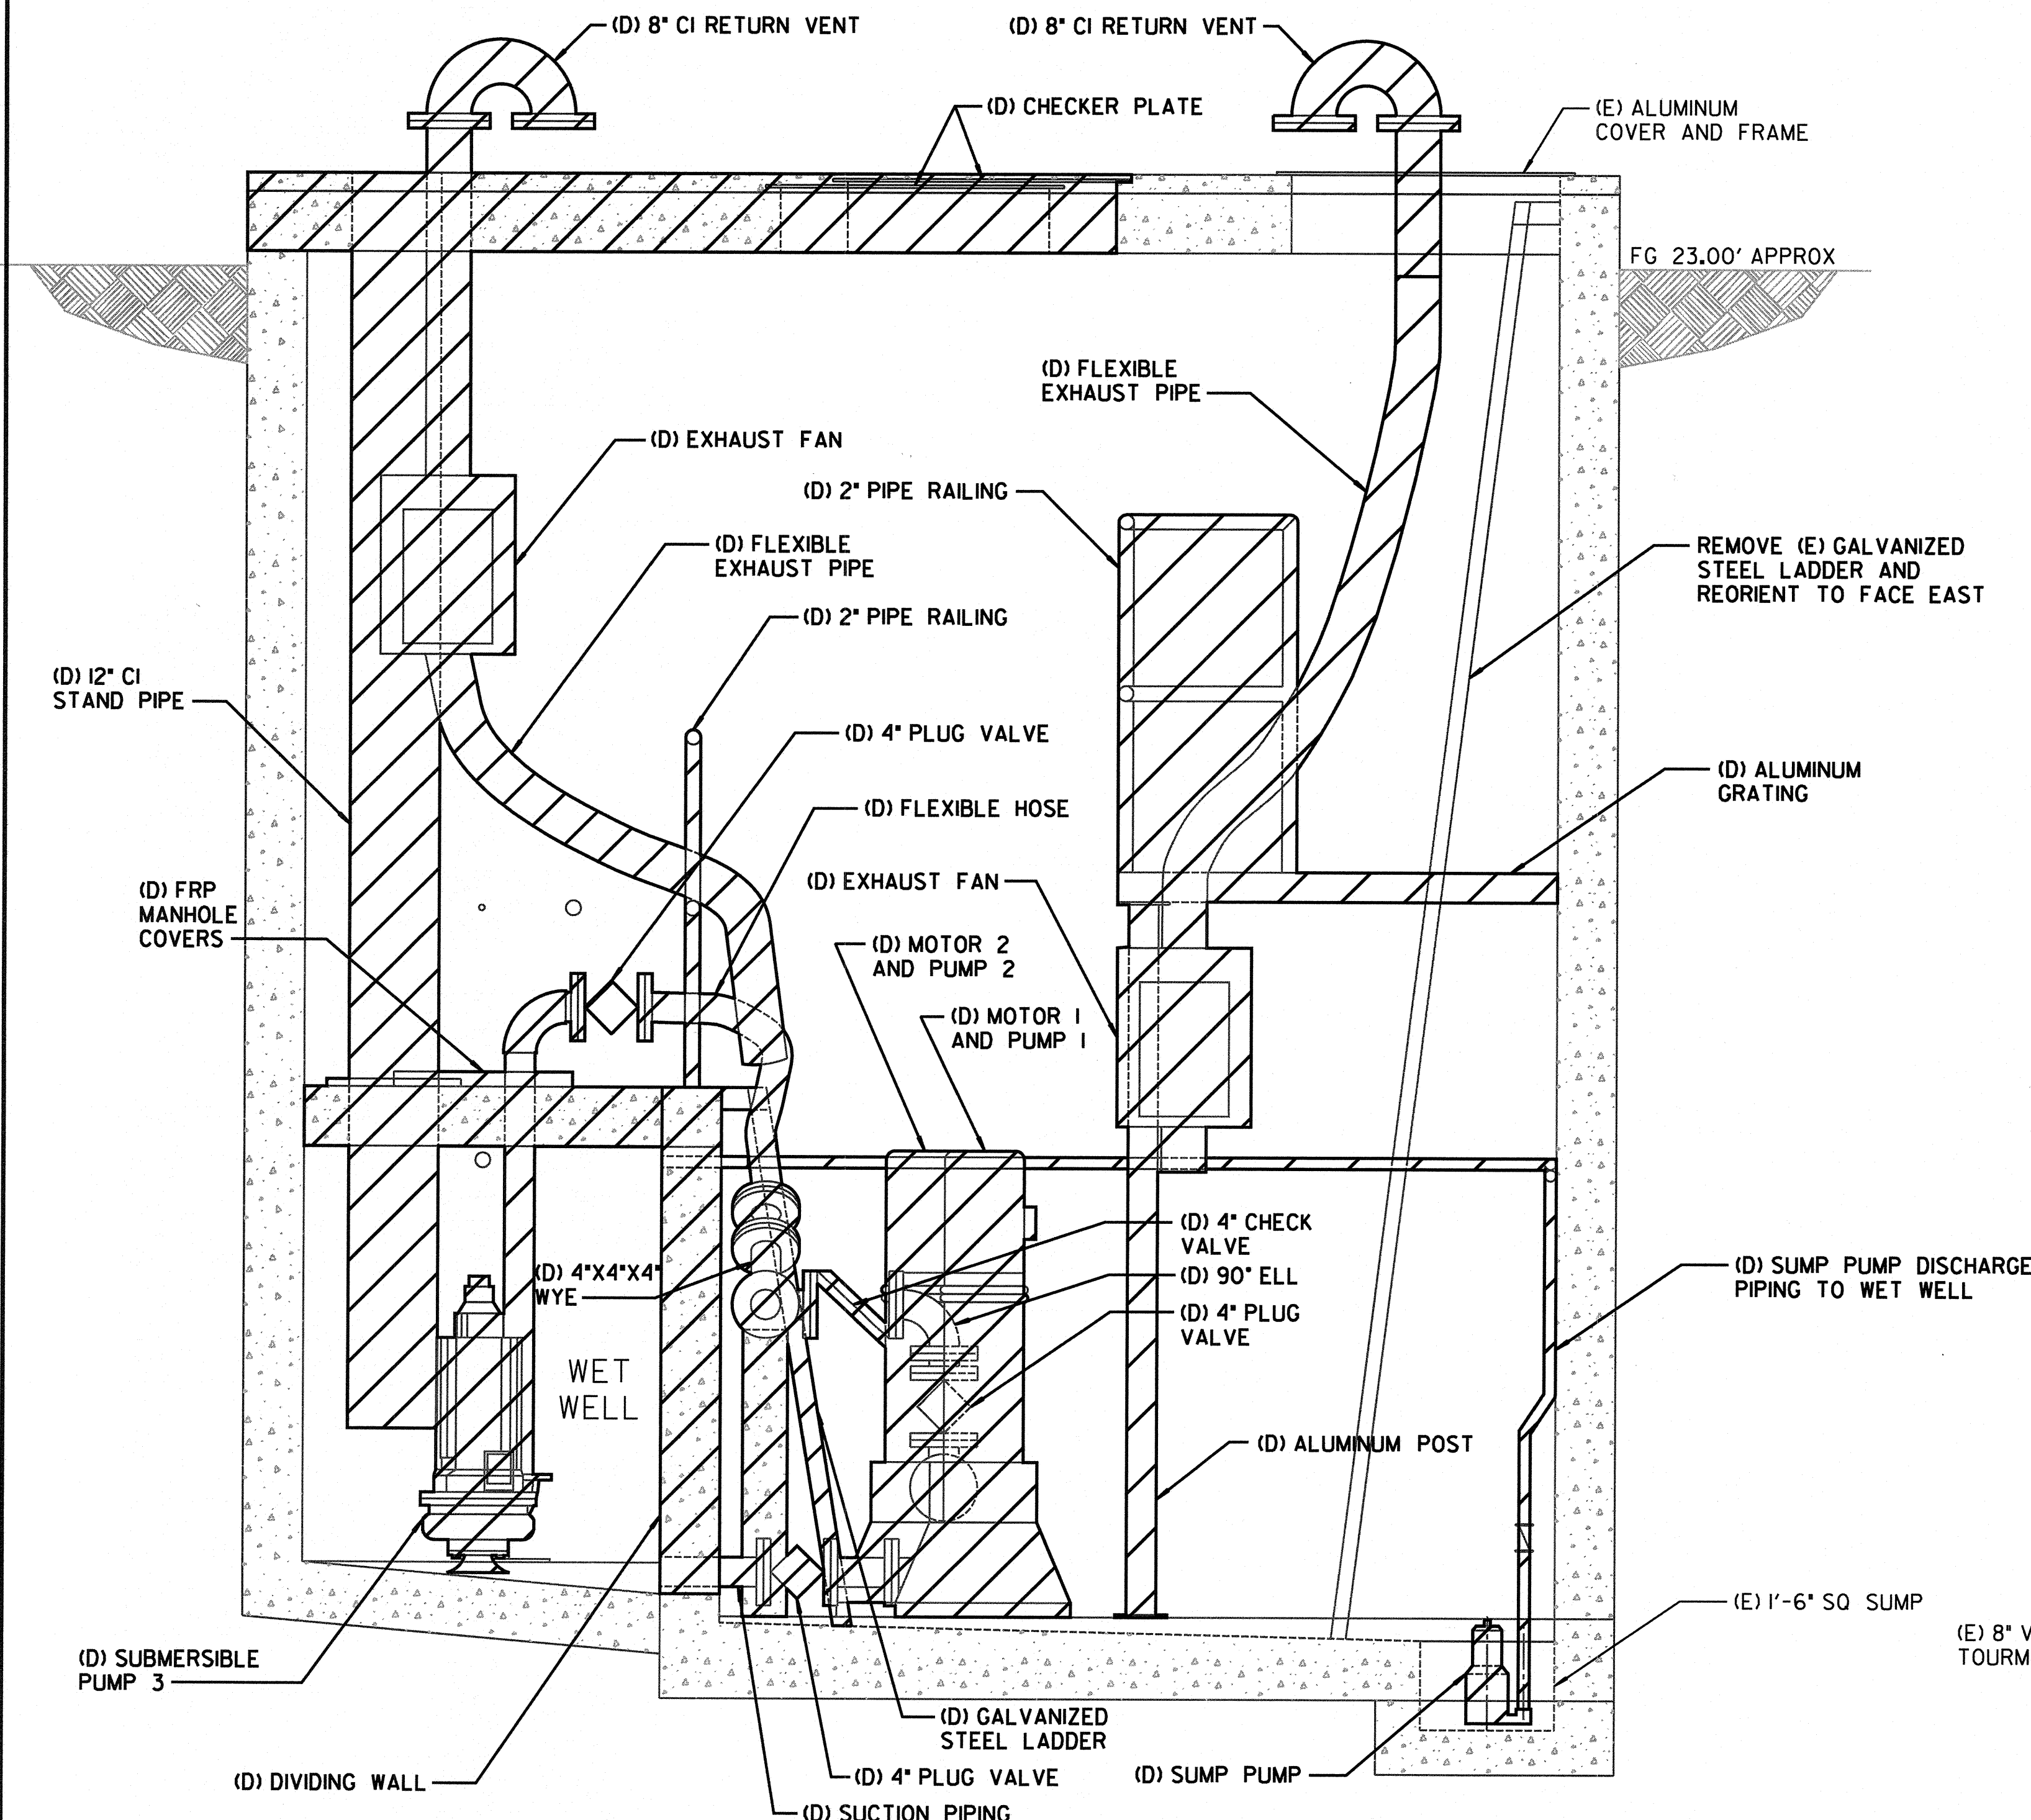 (D) 8" CI RETURN VENT
(D) 8" CI RETURN VENT
(D) CHECKER PLATE
(E) ALUMINUM
COVER AND FRAME
FG 23.00' APPROX
(D) FLEXIBLE
EXHAUST PIPE
(D) EXHAUST FAN
(D) 2" PIPE RAILING
(D) FLEXIBLE
EXHAUST PIPE
REMOVE (E) GALVANIZED
STEEL LADDER AND
REORIENT TO FACE EAST
(D) 2" PIPE RAILING
(D) 12" CI
STAND PIPE
(D) 4" PLUG VALVE
(D) ALUMINUM
GRATING
(D) FLEXIBLE HOSE
(D) FRP
MANHOLE
COVERS
(D) EXHAUST FAN
(D) MOTOR 2
AND PUMP 2
(D) MOTOR 1
AND PUMP 1
(D) 4" CHECK
VALVE
(D) 4"X4"X4"
WYE
(D) 90° ELL
(D) 4" PLUG
VALVE
(D) SUMP PUMP DISCHARGE
PIPING TO WET WELL
WET
WELL
(D) ALUMINUM POST
(E) 1'-6" SQ SUMP
(E) 8" V
TOURM
(D) SUBMERSIBLE
PUMP 3
(D) GALVANIZED
STEEL LADDER
(D) DIVIDING WALL
(D) 4" PLUG VALVE
(D) SUMP PUMP
(D) SUCTION PIPING